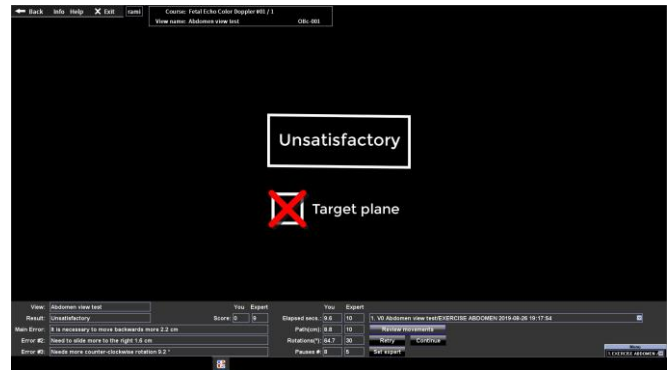 Back Info Help X Exit rami
Course: Fetal Echo Color Doppler #01 / 1
View name: Abdomen view test OBc-001
Unsatisfactory
Target plane
View: Abdomen view test You Expert You Expert
Result: Unsatisfactory Score: 0 9 Elapsed secs.: 9.6 10 1. V0 Abdomen view test/EXERCISE ABDOMEN 2019-08-26 19:17:54
Main Error: It is necessary to move backwards more 2.2 cm Path(cm): 8.8 10 Review movements
Error #2: Need to slide more to the right 1.6 cm Rotations(°): 64.7 30 Retry Continue
Error #3: Needs more counter-clockwise rotation 9.2 ° Pauses #: 0 5 Set expert
1 EXERCISE ABDOMEN